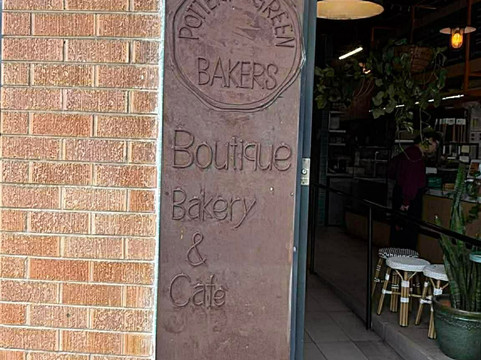 POTTER'S GREEN
BAKERS
Boutique
Bakery
&
Cafe